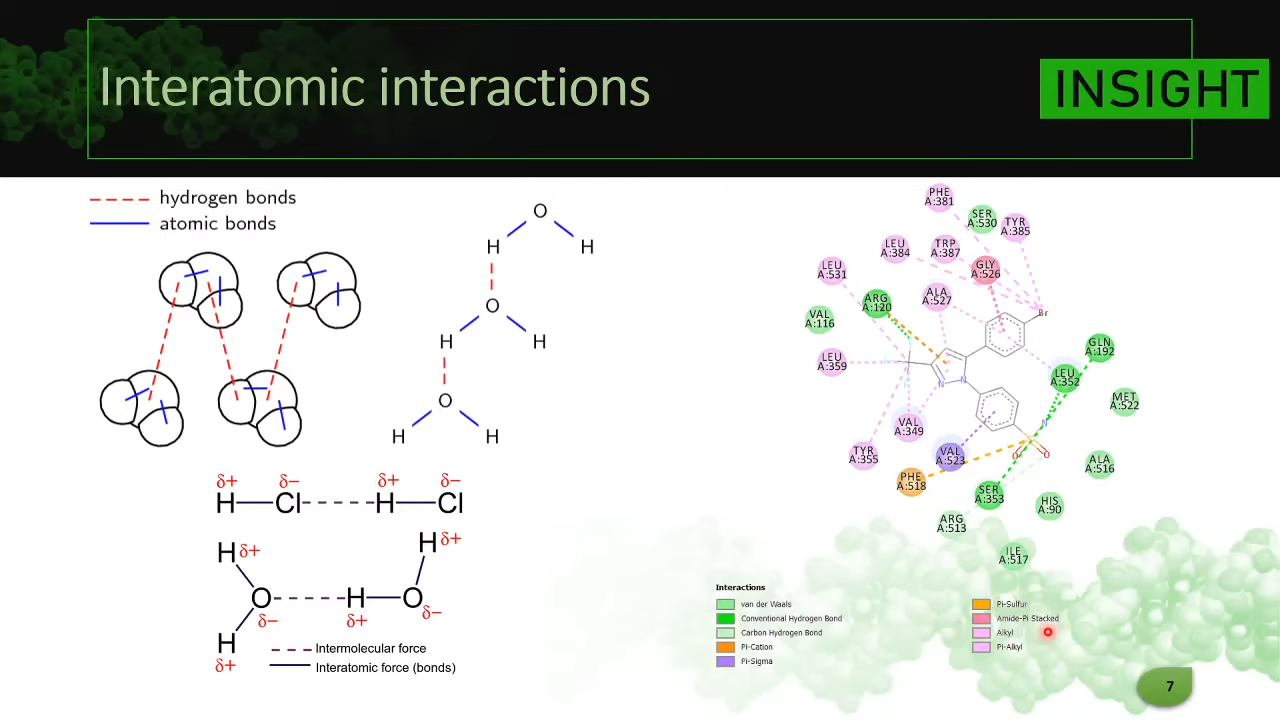 Interatomic interactions
INSIGHT
hydrogen bonds
atomic bonds
O
H H
O
H H
O
H H
δ+ δ− δ+ δ−
H Cl H Cl
H δ+ H δ+
O H O
δ− δ+ δ−
H
δ+
Intermolecular force
Interatomic force (bonds)
PHE
A:381
SER
A:530
TYR
A:385
LEU
A:384
TRP
A:387
GLY
A:526
LEU
A:531
ARG
A:120
ALA
A:527
VAL
A:116
Br
GLN
A:192
LEU
A:359
LEU
A:352
N N
MET
A:522
VAL
A:349
N
TYR
A:355
VAL
A:523
O O
ALA
A:516
PHE
A:518
SER
A:353
HIS
A:90
ARG
A:513
ILE
A:517
Interactions
van der Waals
Conventional Hydrogen Bond
Carbon Hydrogen Bond
Pi-Cation
Pi-Sigma
Pi-Sulfur
Amide-Pi Stacked
Alkyl
Pi-Alkyl
7